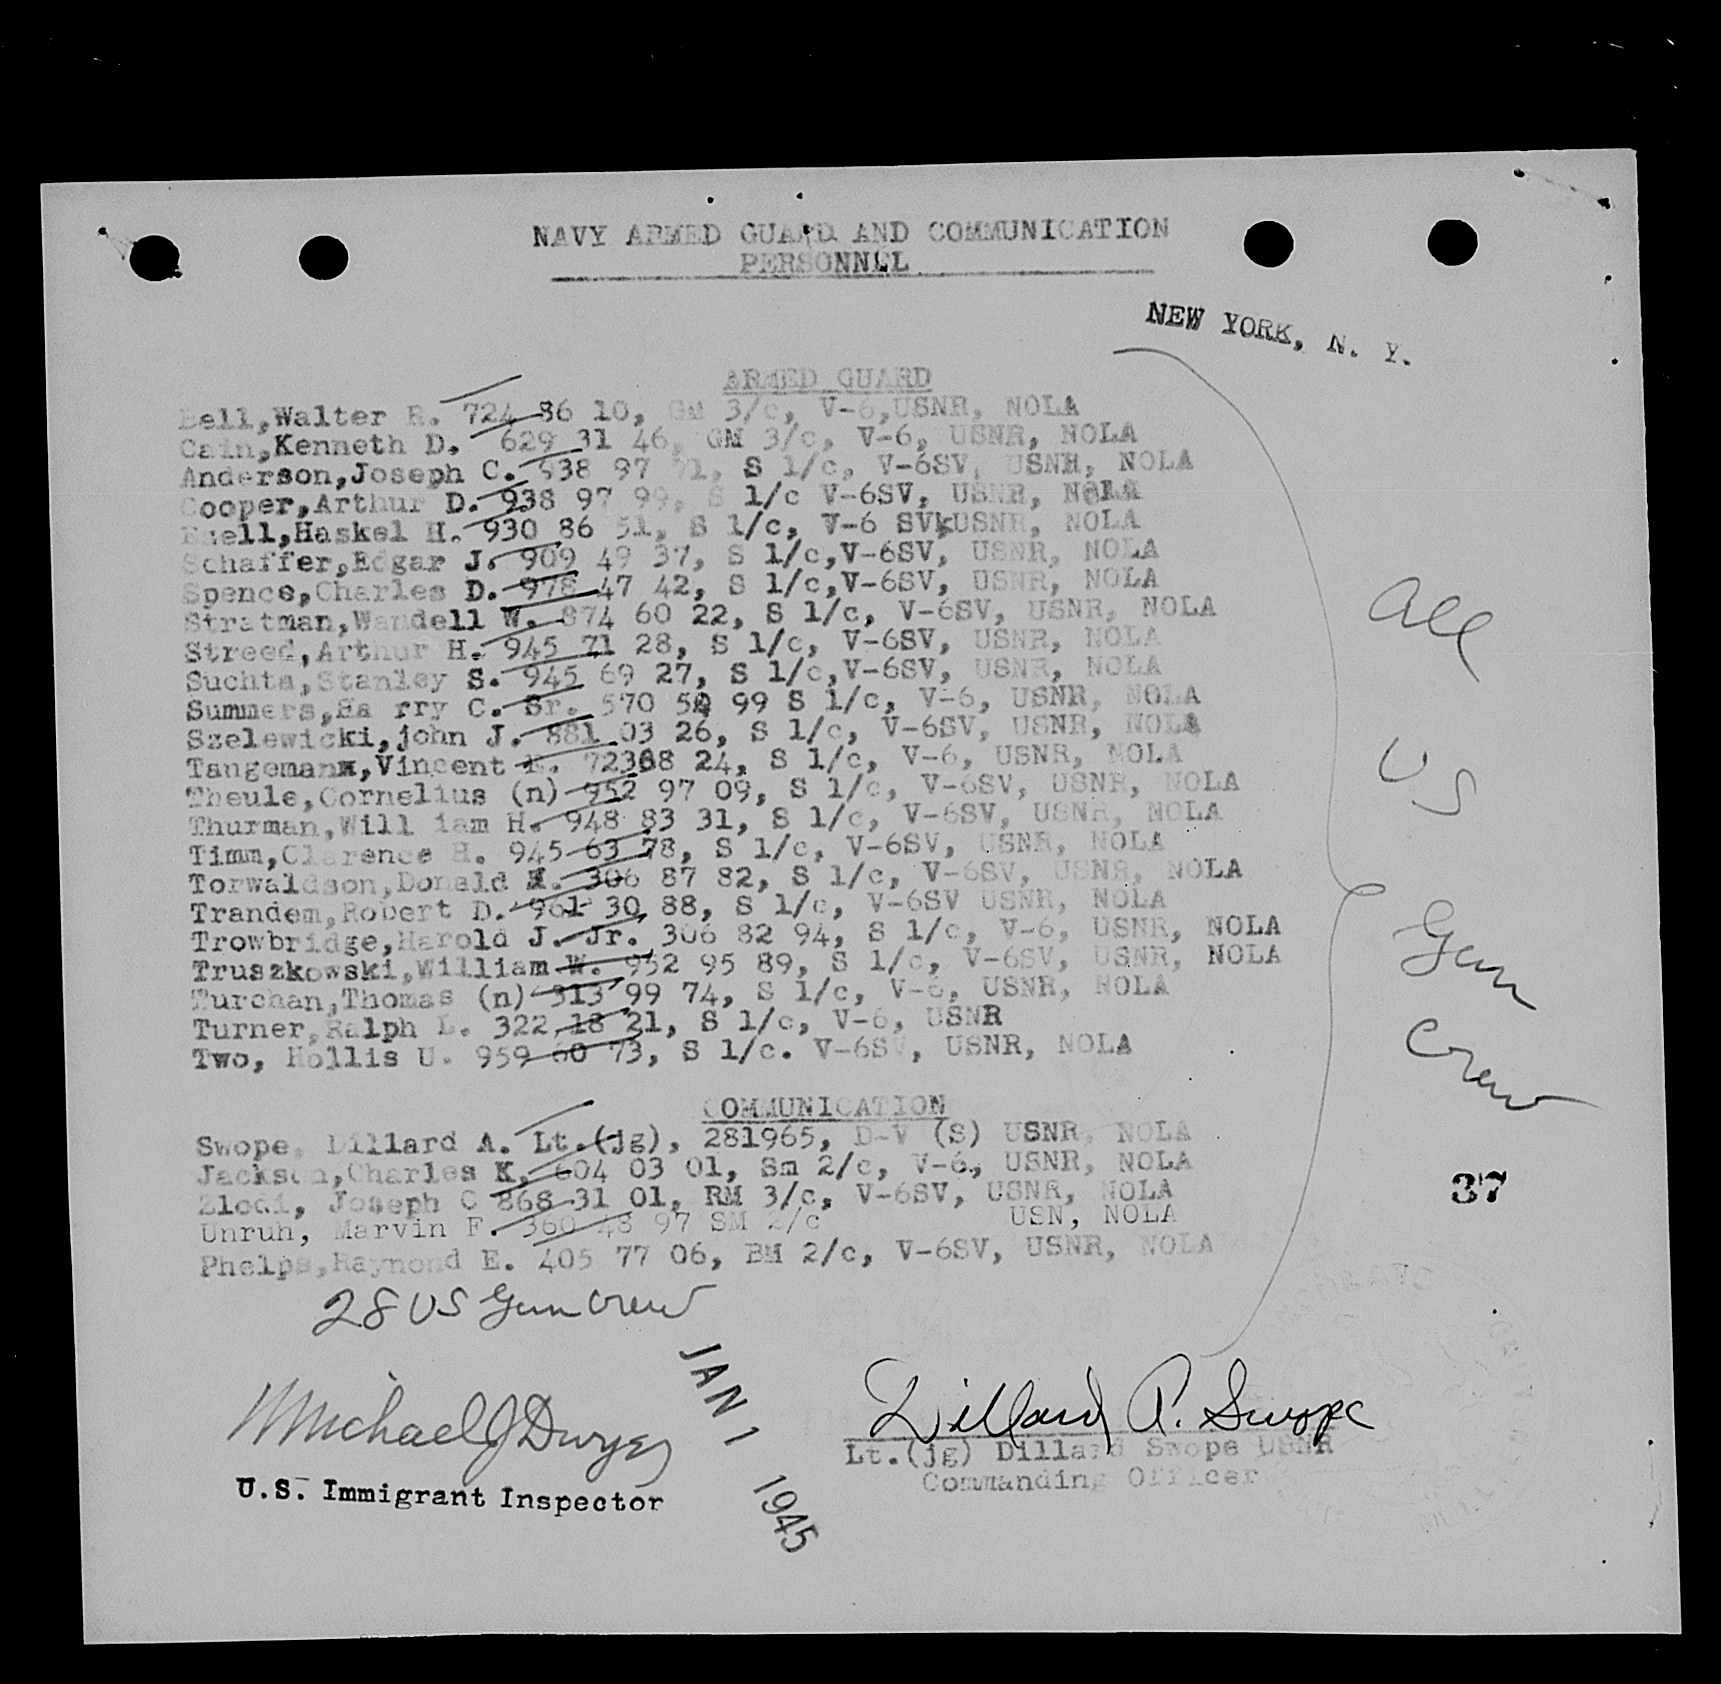 NAVY ARMED GUARD AND COMMUNICATION
PERSONNEL
NEW YORK, N. Y.
ARMED GUARD
Bell,Walter R. 724 86 10, GM 3/c, V-6,USNR, NOLA
Cain,Kenneth D. 629 31 46, GM 3/c, V-6, USNR, NOLA
Anderson,Joseph C. 938 97 71, S 1/c, V-6SV, USNR, NOLA
Cooper,Arthur D. 938 97 99, S 1/c V-6SV, USNR, NOLA
Ezell,Haskel H. 930 86 51, S 1/c, V-6 SV USNR, NOLA
Schaffer,Edgar J. 909 49 37, S 1/c,V-6SV, USNR, NOLA
Spence,Charles D. 978 47 42, S 1/c,V-6SV, USNR, NOLA
Stratman,Wandell W. 874 60 22, S 1/c, V-6SV, USNR, NOLA
Streed,Arthur H. 945 71 28, S 1/c, V-6SV, USNR, NOLA
Suchta,Stanley S. 945 69 27, S 1/c,V-6SV, USNR, NOLA
Summers,Ha rry C. Sr. 570 52 99 S 1/c, V-6, USNR, NOLA
Szelewicki,john J. 881 03 26, S 1/c, V-6SV, USNR, NOLA
Tangemann,Vincent 24, S 1/c, V-6, USNR, NOLA
Theule,Cornelius (n) 952 97 09, S 1/c, V-6SV, USNR, NOLA
Thurman,Will iam H. 948 83 31, S 1/c, V-6SV, USNR, NOLA
Timm,Clarence H. 945 63 78, S 1/c, V-6SV, USNR, NOLA
Torwaldson,Donald 306 87 82, S 1/c, V-6SV, USNR, NOLA
Trandem,Robert D. 961 30 88, S 1/c, V-6SV USNR, NOLA
Trowbridge,Harold J. Jr. 306 82 94, S 1/c, V-6, USNR, NOLA
Truszkowski,William W. 952 95 89, S 1/c, V-6SV, USNR, NOLA
Turchan,Thomas (n) 313 99 74, S 1/c, V-6, USNR, NOLA
Turner,Ralph L. 322 18 21, S 1/c, V-6, USNR
Two, Hollis U. 959 60 73, S 1/c. V-6SV, USNR, NOLA
All
US
Gun
Crew
COMMUNICATION
Swope, Dillard A. Lt.(jg), 281965, D-V (S) USNR, NOLA
Jackson,Charles K. 604 03 01, Sm 2/c, V-6, USNR, NOLA
Zlodi, Joseph C 868 31 01, RM 3/c, V-6SV, USNR, NOLA
Unruh, Marvin F. 360 48 97 SM 2/c USN, NOLA
Phelps,Raymond E. 405 77 06, BM 2/c, V-6SV, USNR, NOLA
37
28 US Gun Crew
JAN 1 1945
Michael J Dwyer
U.S. Immigrant Inspector
Dillard A. Swope
Lt.(jg) Dillard Swope USNR
Commanding Officer